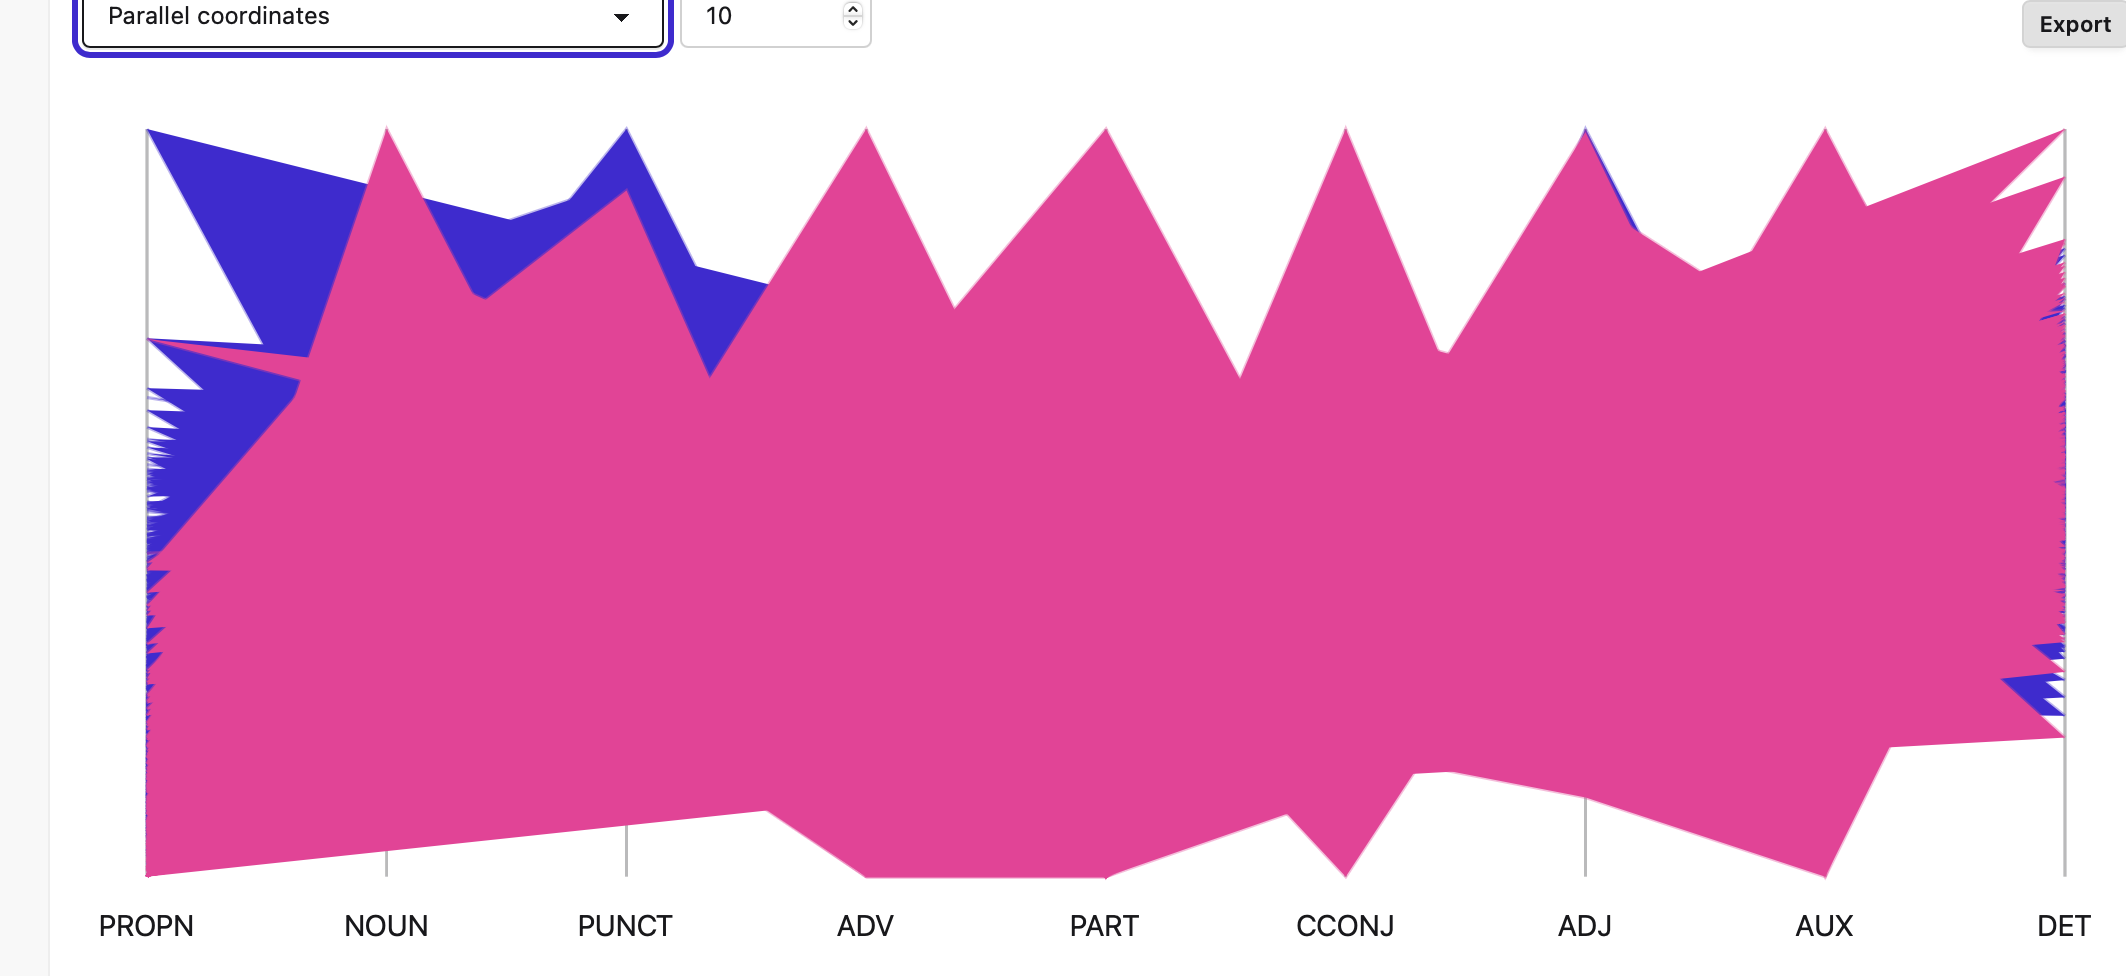 Parallel coordinates
10
Export
PROPN NOUN PUNCT ADV PART CCONJ ADJ AUX DET